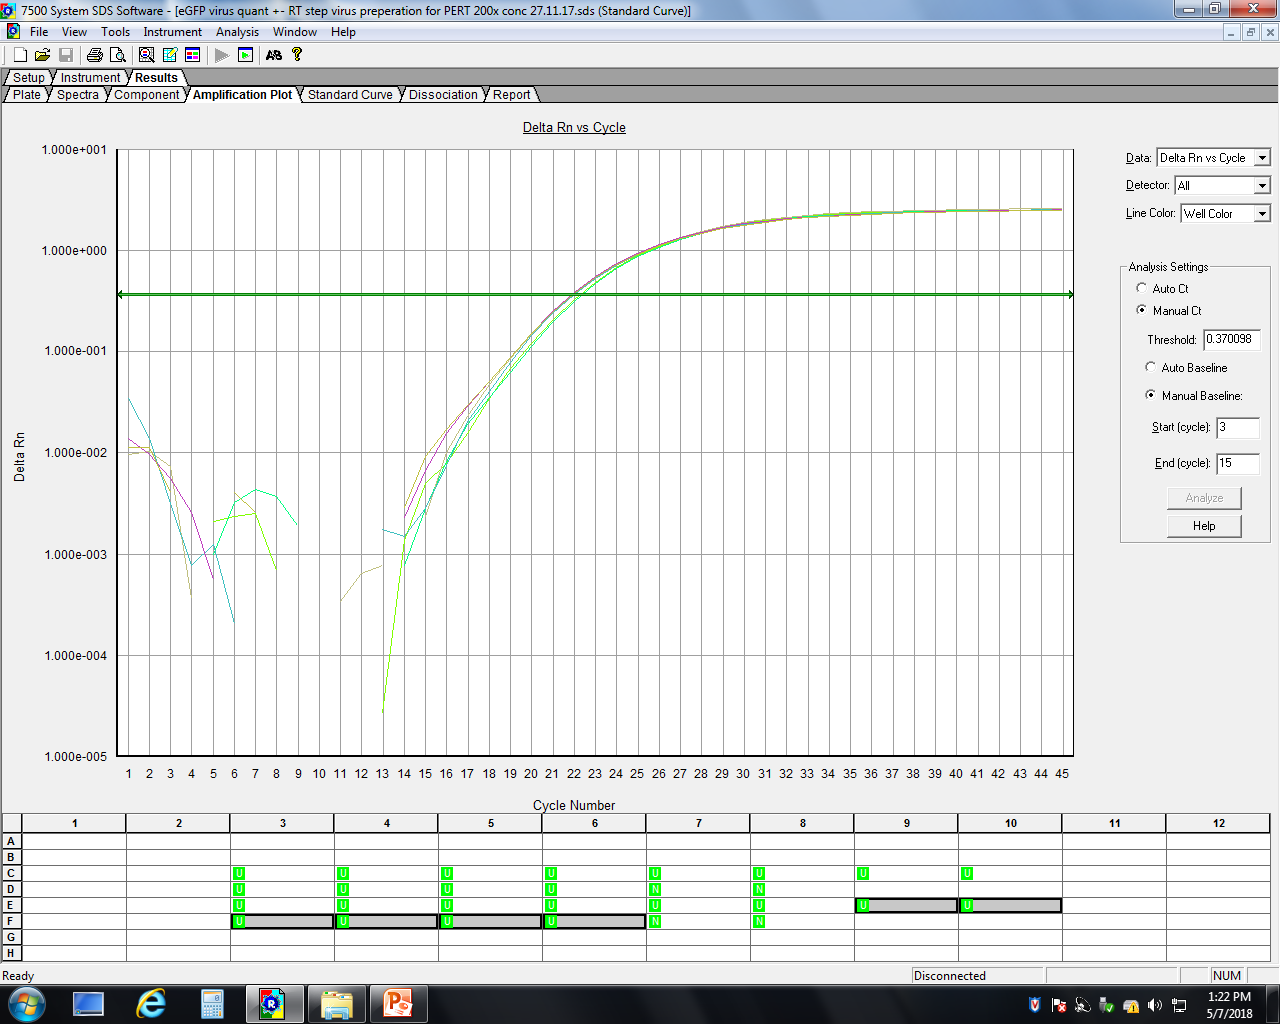 7500 System SDS Software - [eGFP virus quant +- RT step virus preperation for PERT 200x conc 27.11.17.sds (Standard Curve)]
File View Tools Instrument Analysis Window Help
Setup Instrument Results
Plate Spectra Component Amplification Plot Standard Curve Dissociation Report
Delta Rn vs Cycle
Data: Delta Rn vs Cycle
Detector: All
Line Color: Well Color
Analysis Settings
Auto Ct
Manual Ct
Threshold: 0.370098
Auto Baseline
Manual Baseline:
Start (cycle): 3
End (cycle): 15
Analyze
Help
1.000e+001
1.000e+000
1.000e-001
1.000e-002
1.000e-003
1.000e-004
1.000e-005
Delta Rn
1 2 3 4 5 6 7 8 9 10 11 12 13 14 15 16 17 18 19 20 21 22 23 24 25 26 27 28 29 30 31 32 33 34 35 36 37 38 39 40 41 42 43 44 45
Cycle Number
1 2 3 4 5 6 7 8 9 10 11 12
A
B
C U U U U U U U U
D U U U U N N
E U U U U U U U U
F U U U U N N
G
H
Ready Disconnected NUM
1:22 PM
5/7/2018